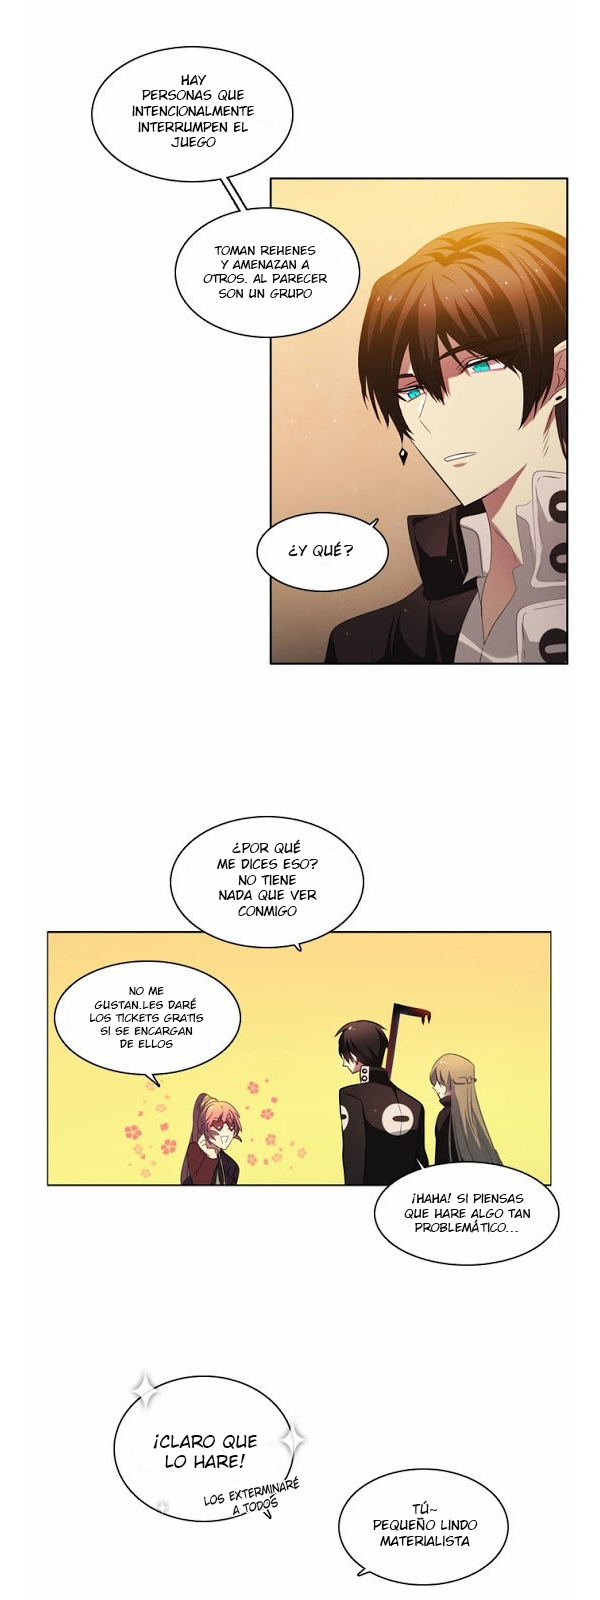 HAY
PERSONAS QUE
INTENCIONALMENTE
INTERRUMPEN EL
JUEGO
TOMAN REHENES
Y AMENAZAN A
OTROS. AL PARECER
SON UN GRUPO
¿Y QUÉ?
¿POR QUÉ
ME DICES ESO?
NO TIENE
NADA QUE VER
CONMIGO
NO ME
GUSTAN.LES DARÉ
LOS TICKETS GRATIS
SI SE ENCARGAN
DE ELLOS
¡HAHA! SI PIENSAS
QUE HARE ALGO TAN
PROBLEMÁTICO...
¡CLARO QUE
LO HARE!
LOS EXTERMINARÉ
A TODOS
TÚ~
PEQUEÑO LINDO
MATERIALISTA